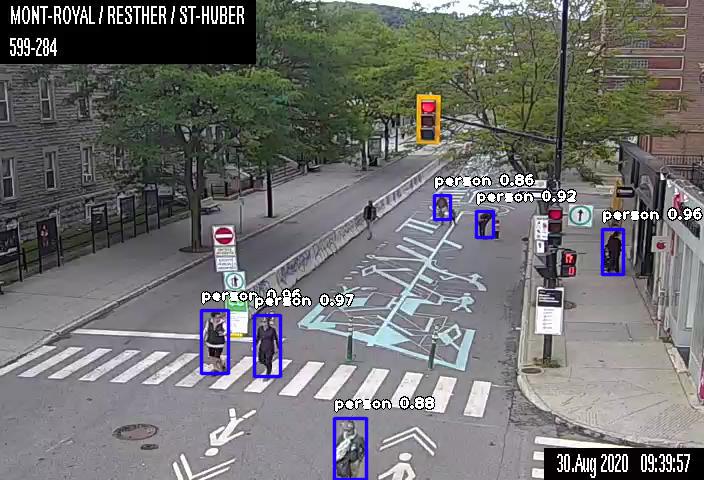 MONT-ROYAL / RESTHER / ST-HUBER
599-284
person 0.86
person 0.92
person 0.96
person 0.96
person 0.97
person 0.88
30.Aug 2020 09:39:57